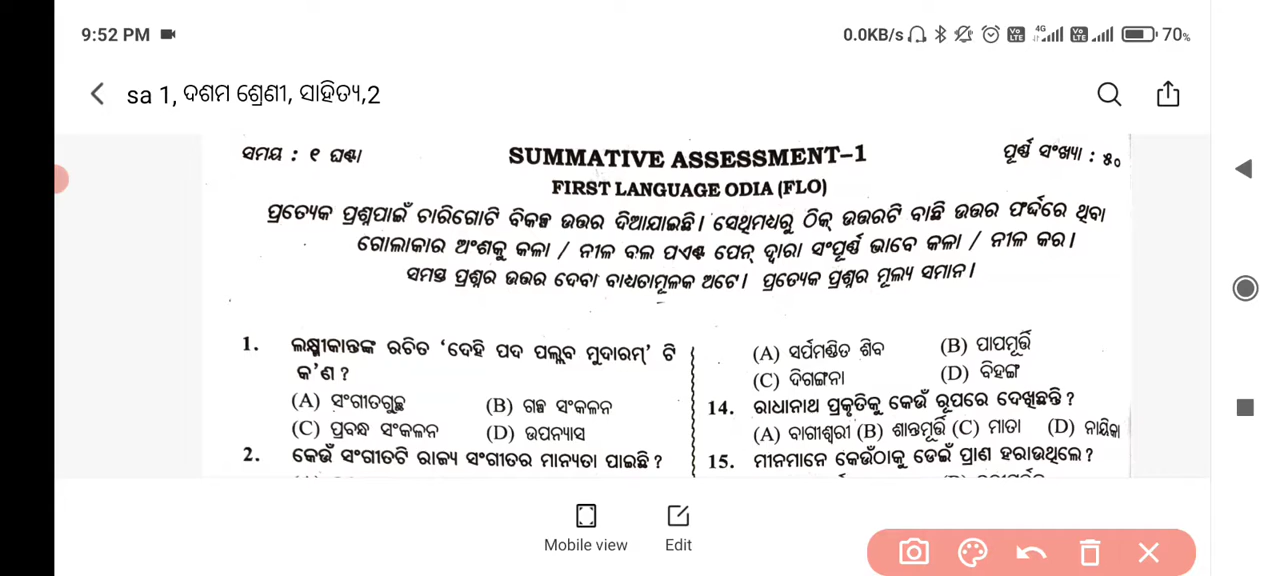 9:52 PM
0.0KB/s 4G 70%
sa 1, ଦଶମ ଶ୍ରେଣୀ, ସାହିତ୍ୟ,2
ସମୟ : ୧ ଘଣ୍ଟା
SUMMATIVE ASSESSMENT-1
ପୂର୍ଣ୍ଣ ସଂଖ୍ୟା : ୫୦
FIRST LANGUAGE ODIA (FLO)
ପ୍ରତ୍ୟେକ ପ୍ରଶ୍ନପାଇଁ ଚାରିଗୋଟି ବିକଳ୍ପ ଉତ୍ତର ଦିଆଯାଇଛି। ସେଥିମଧ୍ୟରୁ ଠିକ୍ ଉତ୍ତରଟି ବାଛି ଉତ୍ତର ଫର୍ଦ୍ଦରେ ଥିବା
ଗୋଲାକାର ଅଂଶକୁ କଳା / ନୀଳ ବଲ ପଏଣ୍ଟ ପେନ୍ ଦ୍ୱାରା ସଂପୂର୍ଣ୍ଣ ଭାବେ କଳା / ନୀଳ କର।
ସମସ୍ତ ପ୍ରଶ୍ନର ଉତ୍ତର ଦେବା ବାଧ୍ୟତାମୂଳକ ଅଟେ। ପ୍ରତ୍ୟେକ ପ୍ରଶ୍ନର ମୂଲ୍ୟ ସମାନ।
1. ଲକ୍ଷ୍ମୀକାନ୍ତଙ୍କ ରଚିତ ‘ଦେହି ପଦ ପଲ୍ଲବ ମୁଦାରମ୍’ ଟି
କ'ଣ ?
(A) ସଂଗୀତଗୁଚ୍ଛ (B) ଗଳ୍ପ ସଂକଳନ
(C) ପ୍ରବନ୍ଧ ସଂକଳନ (D) ଉପନ୍ୟାସ
2. କେଉଁ ସଂଗୀତଟି ରାଜ୍ୟ ସଂଗୀତର ମାନ୍ୟତା ପାଇଛି ?
(A) ସର୍ପମଣ୍ଡିତ ଶିବ (B) ପାପମୂର୍ତ୍ତି
(C) ଦିଗଙ୍ଗନା (D) ବିହଙ୍ଗ
14. ରାଧାନାଥ ପ୍ରକୃତିକୁ କେଉଁ ରୂପରେ ଦେଖିଛନ୍ତି ?
(A) ବାଗୀଶ୍ୱରୀ (B) ଶାନ୍ତମୂର୍ତ୍ତି (C) ମାତା (D) ନାୟିକା
15. ମୀନମାନେ କେଉଁଠାକୁ ଡେଇଁ ପ୍ରାଣ ହରାଉଥିଲେ ?
Mobile view
Edit